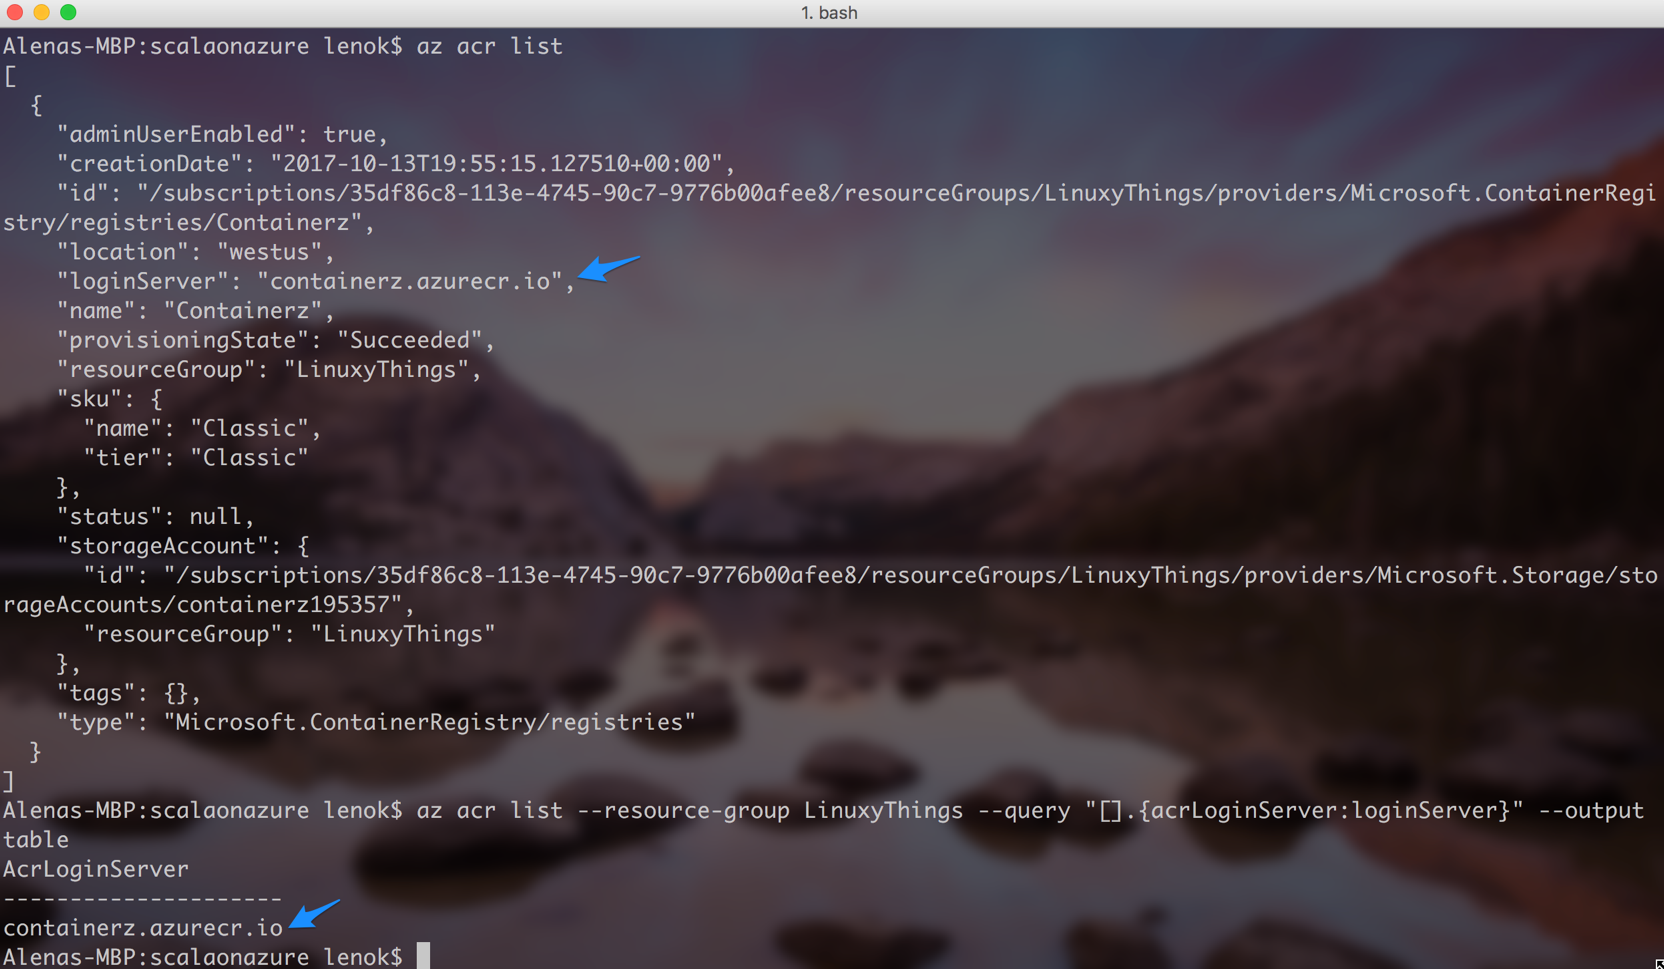 1. bash
Alenas-MBP:scalaonazure lenok$ az acr list
[
  {
    "adminUserEnabled": true,
    "creationDate": "2017-10-13T19:55:15.127510+00:00",
    "id": "/subscriptions/35df86c8-113e-4745-90c7-9776b00afee8/resourceGroups/LinuxyThings/providers/Microsoft.ContainerRegi
stry/registries/Containerz",
    "location": "westus",
    "loginServer": "containerz.azurecr.io",
    "name": "Containerz",
    "provisioningState": "Succeeded",
    "resourceGroup": "LinuxyThings",
    "sku": {
      "name": "Classic",
      "tier": "Classic"
    },
    "status": null,
    "storageAccount": {
      "id": "/subscriptions/35df86c8-113e-4745-90c7-9776b00afee8/resourceGroups/LinuxyThings/providers/Microsoft.Storage/sto
rageAccounts/containerz195357",
      "resourceGroup": "LinuxyThings"
    },
    "tags": {},
    "type": "Microsoft.ContainerRegistry/registries"
  }
]
Alenas-MBP:scalaonazure lenok$ az acr list --resource-group LinuxyThings --query "[].{acrLoginServer:loginServer}" --output
table
AcrLoginServer
---------------------
containerz.azurecr.io
Alenas-MBP:scalaonazure lenok$